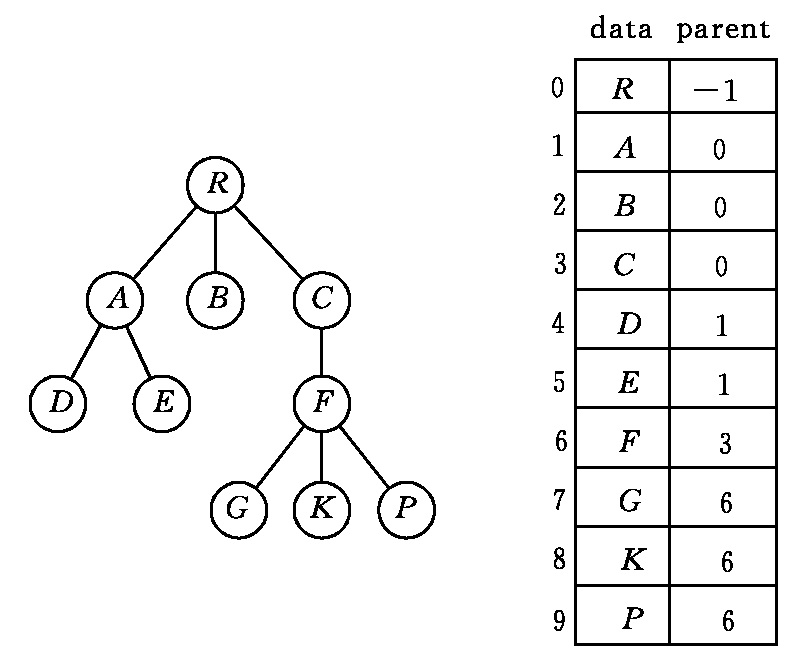 data parent
0 R −1
1 A 0
2 B 0
3 C 0
4 D 1
5 E 1
6 F 3
7 G 6
8 K 6
9 P 6
R
A B C
D E F
G K P